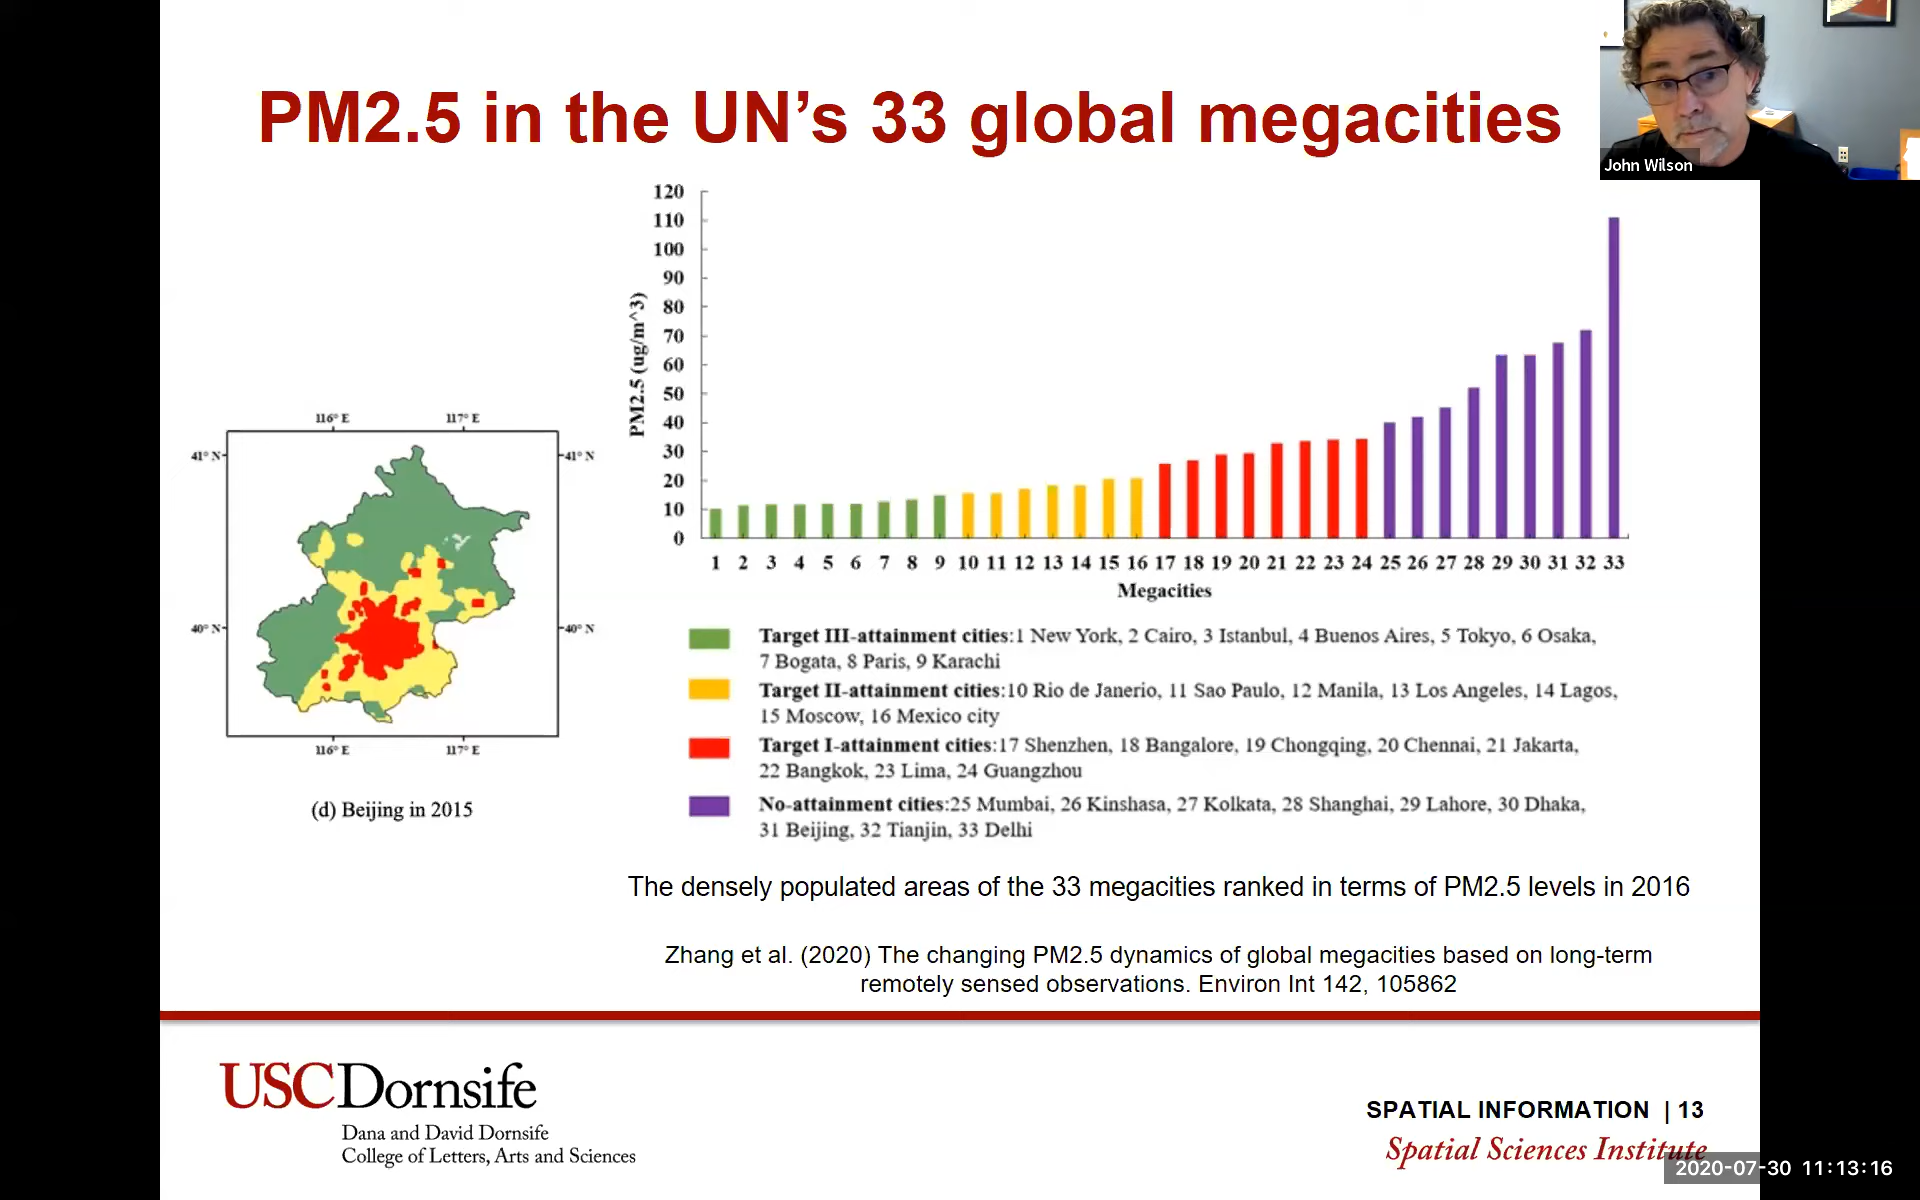 PM2.5 in the UN's 33 global megacities
John Wilson
120
110
100
90
80
70
60
50
40
30
20
10
0
PM2.5 (ug/m^3)
1 2 3 4 5 6 7 8 9 10 11 12 13 14 15 16 17 18 19 20 21 22 23 24 25 26 27 28 29 30 31 32 33
Megacities
116° E 117° E
41° N 41° N
40° N 40° N
116° E 117° E
(d) Beijing in 2015
Target III-attainment cities:1 New York, 2 Cairo, 3 Istanbul, 4 Buenos Aires, 5 Tokyo, 6 Osaka,
7 Bogata, 8 Paris, 9 Karachi
Target II-attainment cities:10 Rio de Janerio, 11 Sao Paulo, 12 Manila, 13 Los Angeles, 14 Lagos,
15 Moscow, 16 Mexico city
Target I-attainment cities:17 Shenzhen, 18 Bangalore, 19 Chongqing, 20 Chennai, 21 Jakarta,
22 Bangkok, 23 Lima, 24 Guangzhou
No-attainment cities:25 Mumbai, 26 Kinshasa, 27 Kolkata, 28 Shanghai, 29 Lahore, 30 Dhaka,
31 Beijing, 32 Tianjin, 33 Delhi
The densely populated areas of the 33 megacities ranked in terms of PM2.5 levels in 2016
Zhang et al. (2020) The changing PM2.5 dynamics of global megacities based on long-term
remotely sensed observations. Environ Int 142, 105862
USCDornsife
Dana and David Dornsife
College of Letters, Arts and Sciences
SPATIAL INFORMATION | 13
Spatial Sciences Institute
2020-07-30 11:13:16